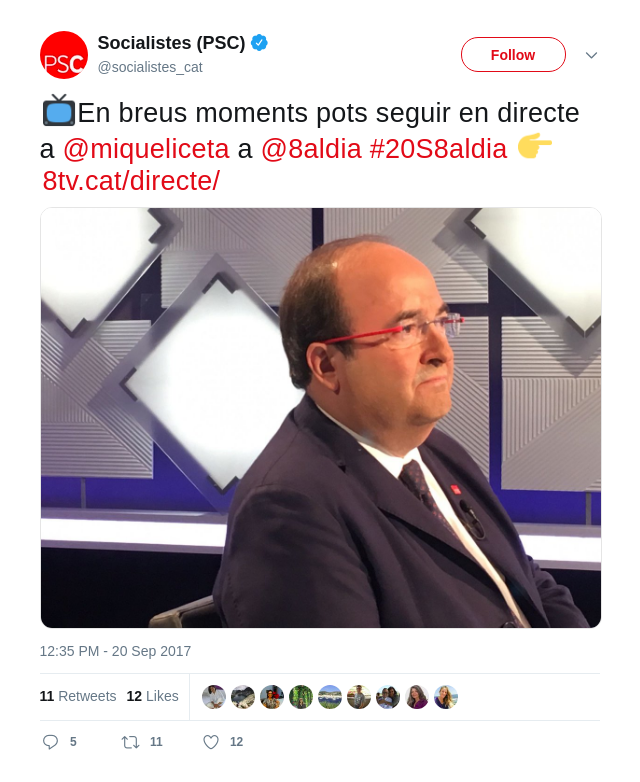 PSC
Socialistes (PSC)
@socialistes_cat
Follow
📺En breus moments pots seguir en directe
a @miqueliceta a @8aldia #20S8aldia 👉
8tv.cat/directe/
12:35 PM - 20 Sep 2017
11 Retweets 12 Likes
5 11 12